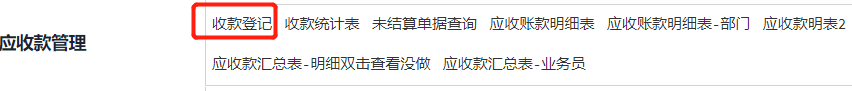 收款登记 收款统计表 未结算单据查询 应收账款明细表 应收账款明细表-部门 应收款明表2
应收款管理
应收款汇总表-明细双击查看没做 应收款汇总表-业务员